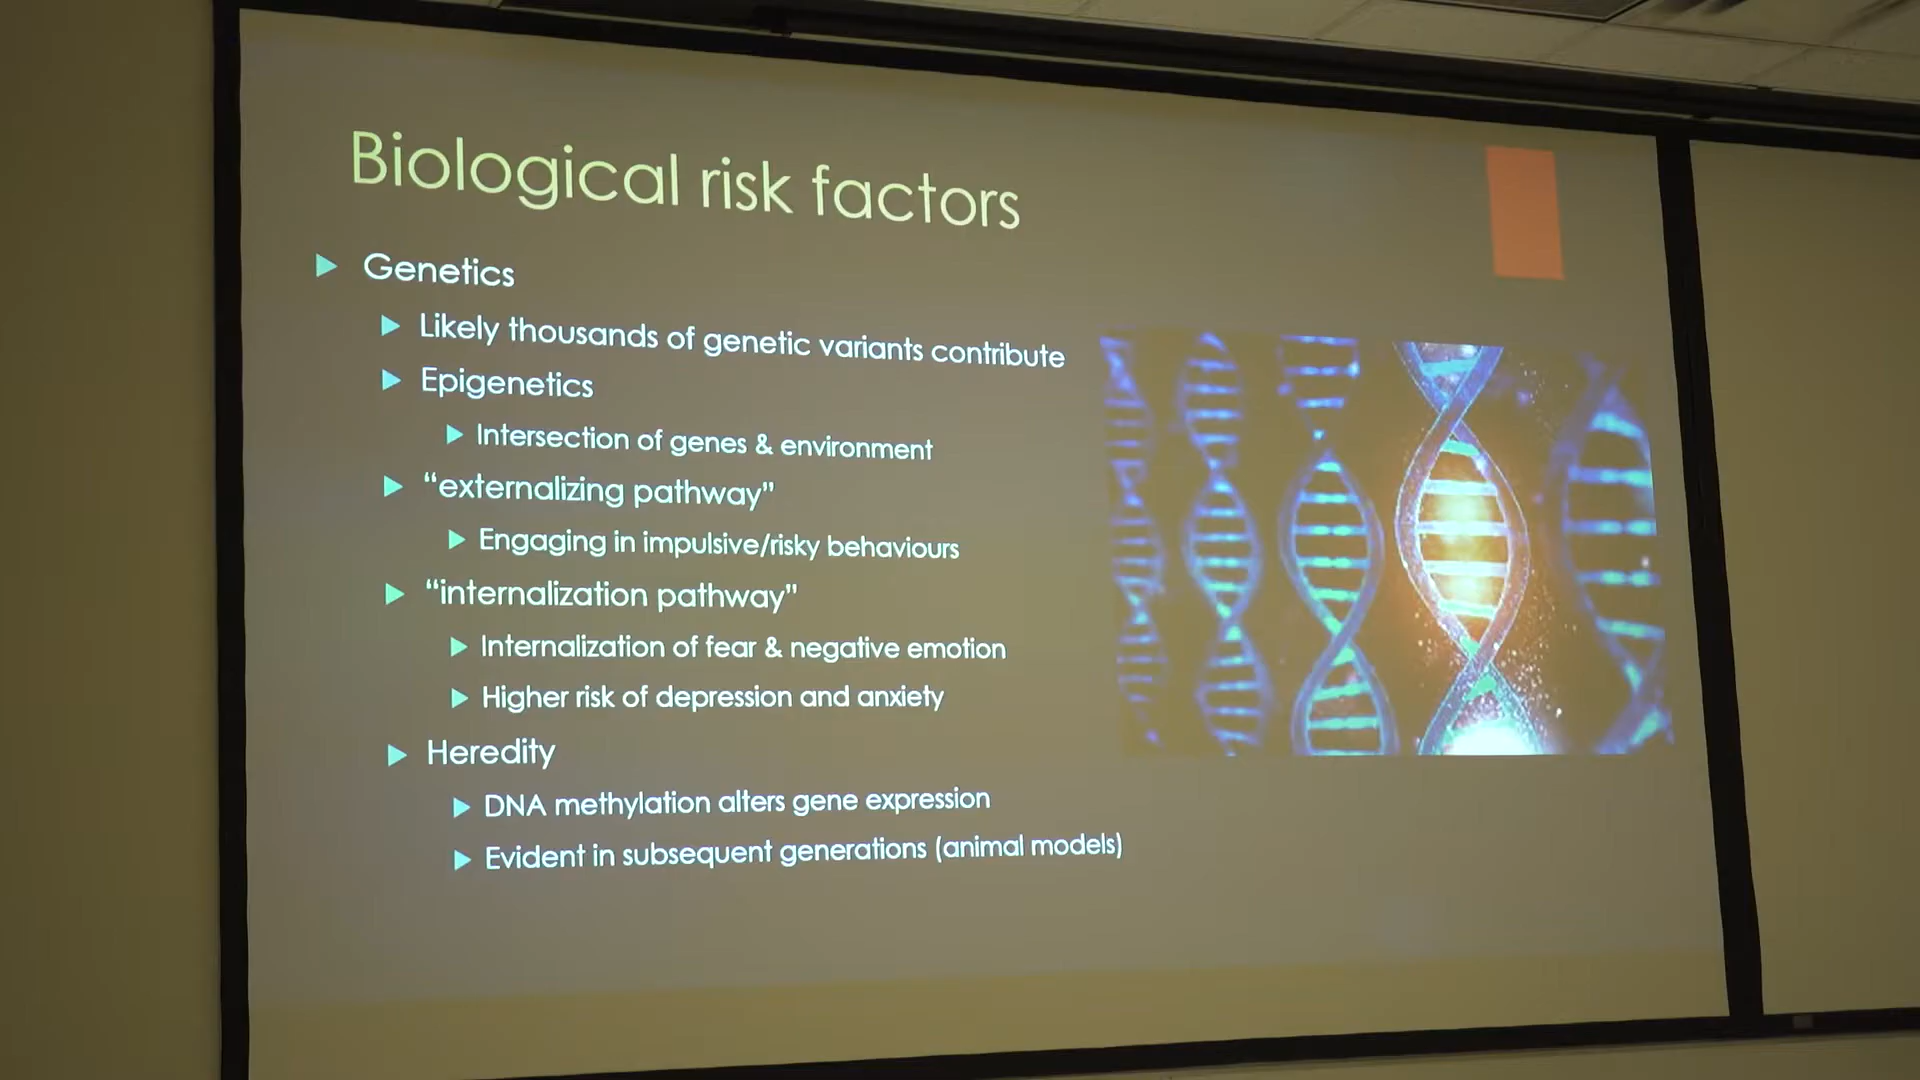 Biological risk factors
Genetics
Likely thousands of genetic variants contribute
Epigenetics
Intersection of genes & environment
“externalizing pathway”
Engaging in impulsive/risky behaviours
“internalization pathway”
Internalization of fear & negative emotion
Higher risk of depression and anxiety
Heredity
DNA methylation alters gene expression
Evident in subsequent generations (animal models)